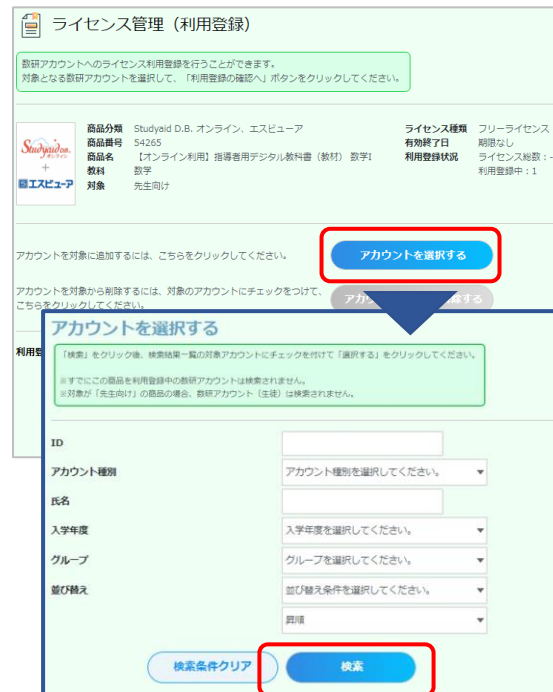 ライセンス管理（利用登録）
数研アカウントへのライセンス利用登録を行うことができます。
対象となる数研アカウントを選択して、「利用登録の確認へ」ボタンをクリックしてください。
Studyaid D.B.
オンライン
+
エスビューア
商品分類 Studyaid D.B. オンライン、エスビューア
商品番号 54265
商品名 【オンライン利用】指導者用デジタル教科書（教材） 数学I
教科 数学
対象 先生向け
ライセンス種類 フリーライセンス
有効終了日 期限なし
利用登録状況 ライセンス総数：-
利用登録中：1
アカウントを対象に追加するには、こちらをクリックしてください。
アカウントを選択する
アカウントを対象から削除するには、対象のアカウントにチェックをつけて、
こちらをクリックしてください。
アカウントを選択する
「検索」をクリック後、検索結果一覧の対象アカウントにチェックを付けて「選択する」をクリックしてください。
※すでにこの商品を利用登録中の数研アカウントは検索されません。
※対象が「先生向け」の商品の場合、数研アカウント（生徒）は検索されません。
ID
アカウント種別 アカウント種別を選択してください。
氏名
入学年度 入学年度を選択してください。
グループ グループを選択してください。
並び替え 並び替え条件を選択してください。
昇順
検索条件クリア 検索